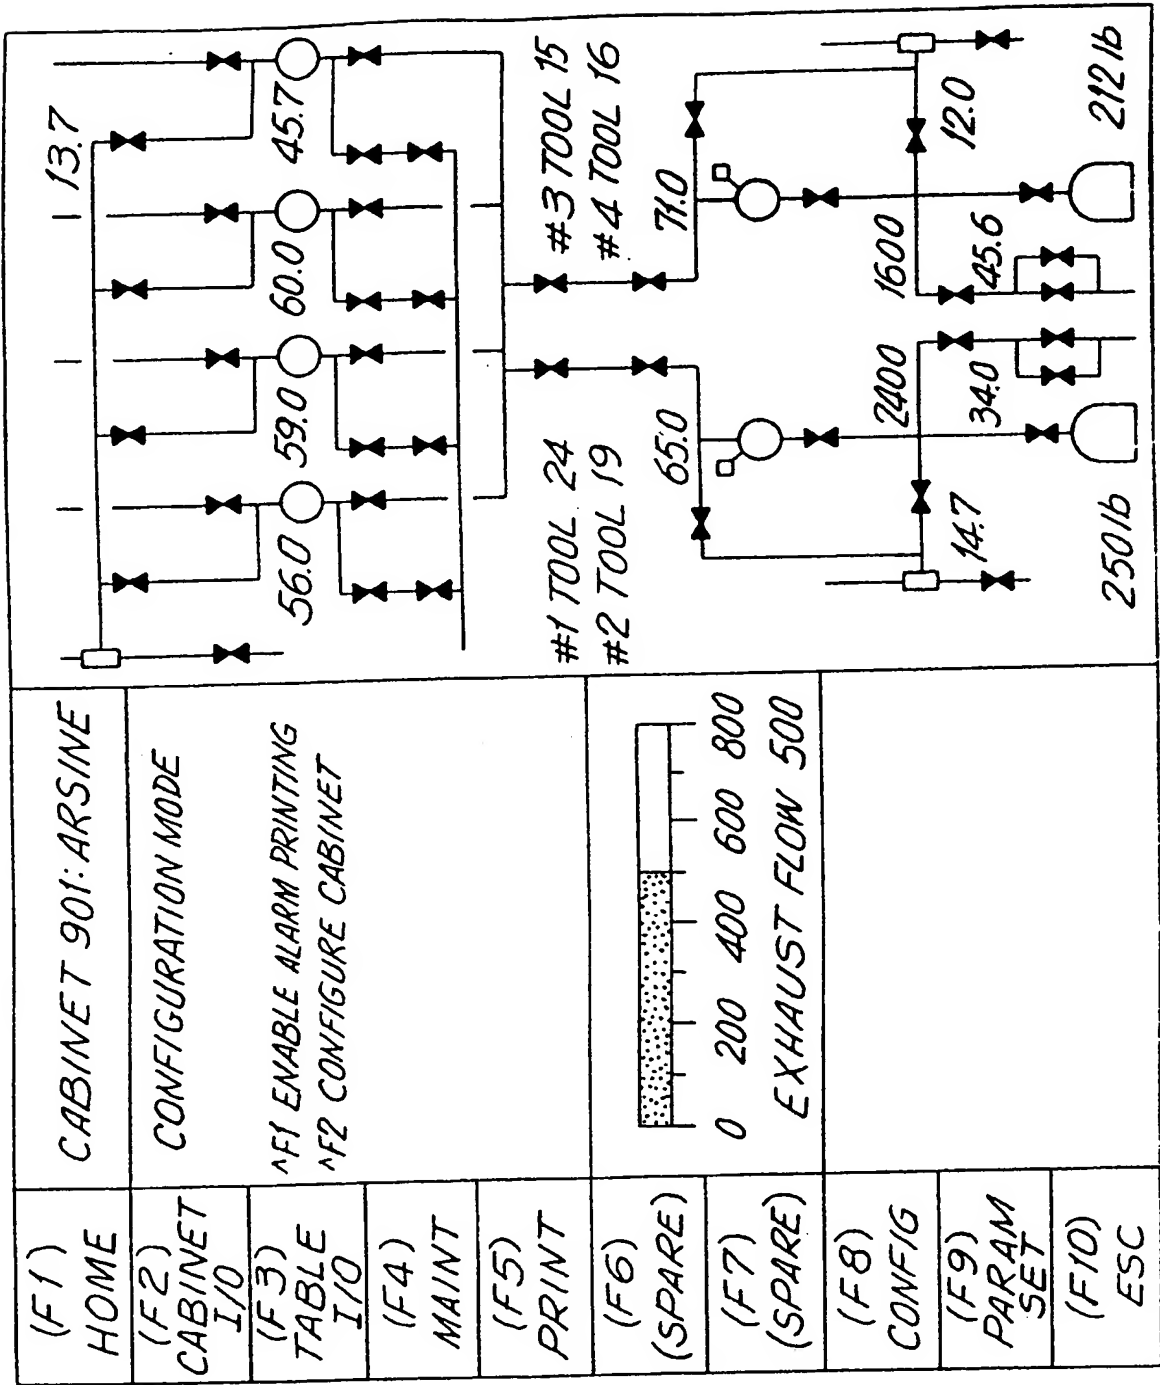 (F1)
HOME
(F2)
CABINET
I/O
(F3)
TABLE
I/O
(F4)
MAINT
(F5)
PRINT
(F6)
(SPARE)
(F7)
(SPARE)
(F8)
CONFIG
(F9)
PARAM
SET
(F10)
ESC
CABINET 901: ARSINE
CONFIGURATION MODE
^F1 ENABLE ALARM PRINTING
^F2 CONFIGURE CABINET
0 200 400 600 800
EXHAUST FLOW 500
13.7
56.0 59.0 60.0 45.7
#1 TOOL 24
#2 TOOL 19
#3 TOOL 15
#4 TOOL 16
65.0 71.0
2400 1600
14.7 34.0 45.6 12.0
250 lb 212 lb